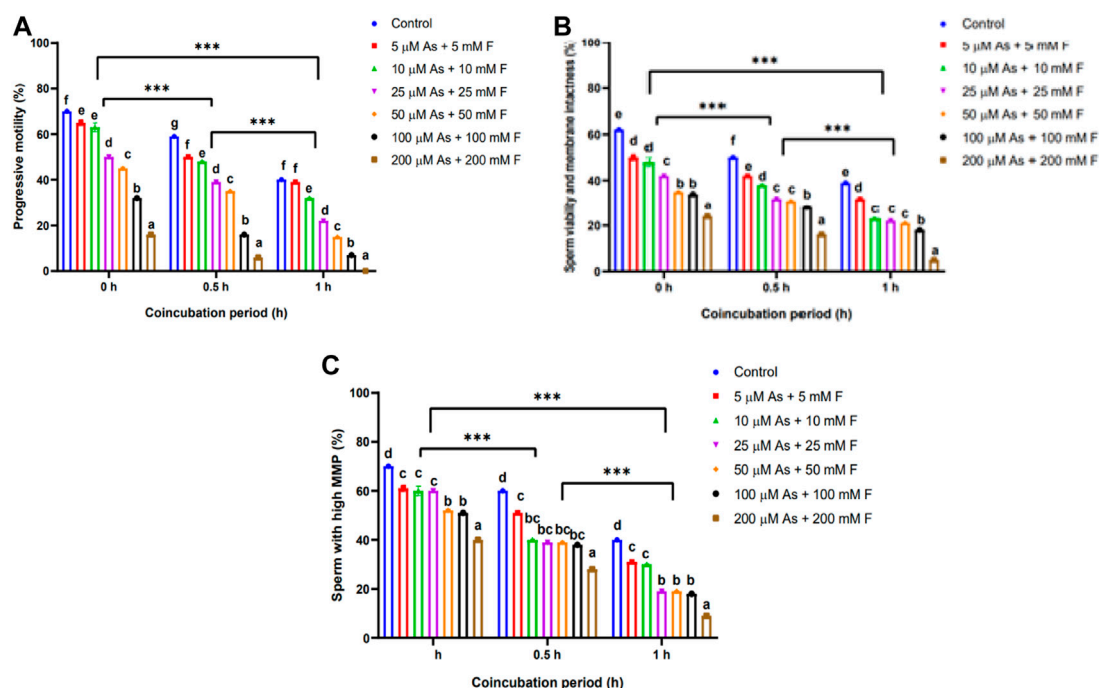 A
Progressive motility (%)
100
80
60
40
20
0
f e e d c b a
g f e d c b a
f f e d c b a
***
***
***
0 h 0.5 h 1 h
Coincubation period (h)
Control
5 μM As + 5 mM F
10 μM As + 10 mM F
25 μM As + 25 mM F
50 μM As + 50 mM F
100 μM As + 100 mM F
200 μM As + 200 mM F
B
Sperm viability and membrane intactness (%)
100
80
60
40
20
0
e d d c b b a
f e d c c b a
e d c c c b a
***
***
***
0 h 0.5 h 1 h
Coincubation period (h)
Control
5 μM As + 5 mM F
10 μM As + 10 mM F
25 μM As + 25 mM F
50 μM As + 50 mM F
100 μM As + 100 mM F
200 μM As + 200 mM F
C
Sperm with high MMP (%)
100
80
60
40
20
0
d c c c b b a
d c bc bc bc bc a
d c c b b b a
***
***
***
h 0.5 h 1 h
Coincubation period (h)
Control
5 μM As + 5 mM F
10 μM As + 10 mM F
25 μM As + 25 mM F
50 μM As + 50 mM F
100 μM As + 100 mM F
200 μM As + 200 mM F